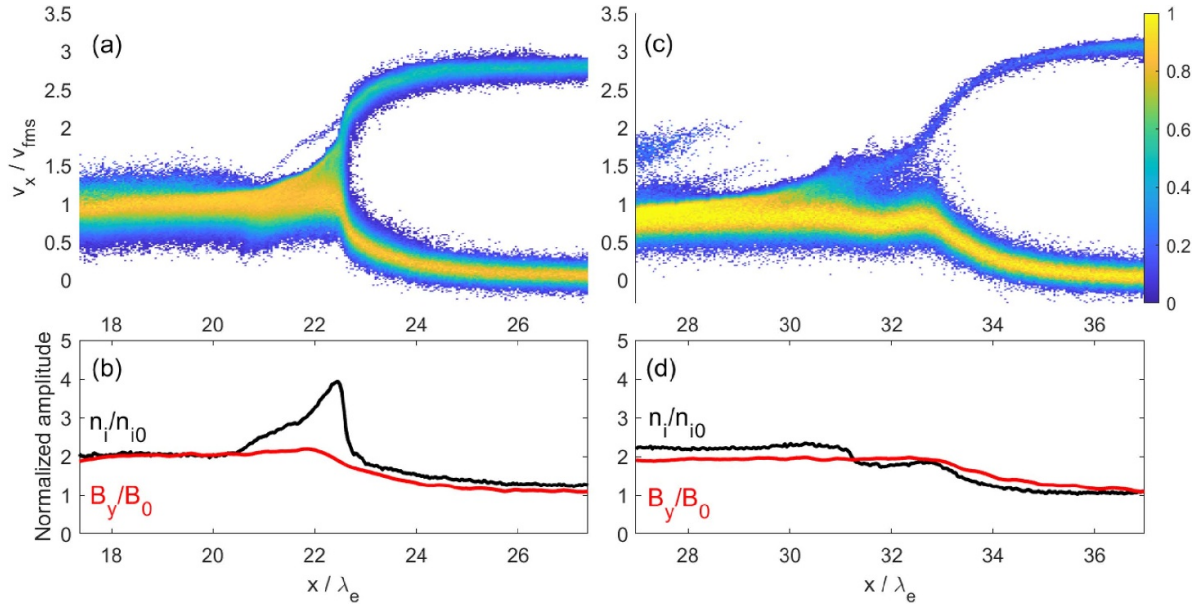 (a)
(c)
3.5
3
2.5
2
1.5
1
0.5
0
v_x / v_fms
3.5
3
2.5
2
1.5
1
0.5
0
1
0.8
0.6
0.4
0.2
0
18 20 22 24 26
28 30 32 34 36
(b)
(d)
5
4
3
2
1
0
Normalized amplitude
n_i/n_i0
B_y/B_0
5
4
3
2
1
0
n_i/n_i0
B_y/B_0
18 20 22 24 26
28 30 32 34 36
x / λ_e
x / λ_e